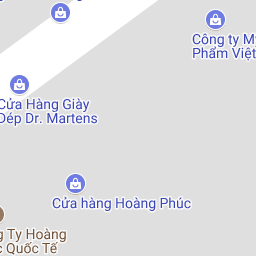 Công ty M
Phẩm Việt
Cửa Hàng Giày
Dép Dr. Martens
Cửa hàng Hoàng Phúc
Ty Hoàng
Quốc Tế